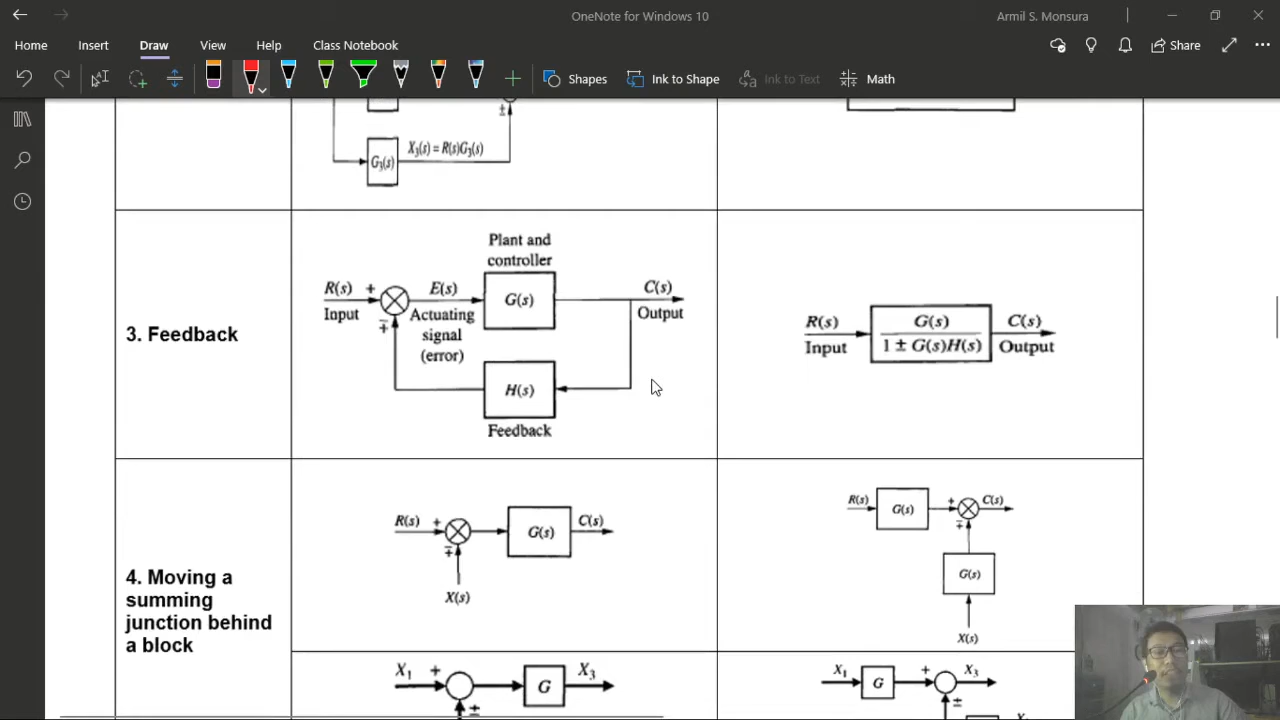 OneNote for Windows 10
Armil S. Monsura
Home Insert Draw View Help Class Notebook
Share
Shapes Ink to Shape Ink to Text Math
±
G₃(s)
X₃(s) = R(s)G₃(s)
3. Feedback
Plant and
controller
R(s) +
Input
∓
E(s)
Actuating
signal
(error)
G(s)
C(s)
Output
H(s)
Feedback
R(s)
Input
G(s)
1 ± G(s)H(s)
C(s)
Output
4. Moving a
summing
junction behind
a block
R(s) +
∓
X(s)
G(s)
C(s)
R(s)
G(s)
+
∓
C(s)
G(s)
X(s)
X₁ +
±
G
X₃
X₁
G
+
±
X₃